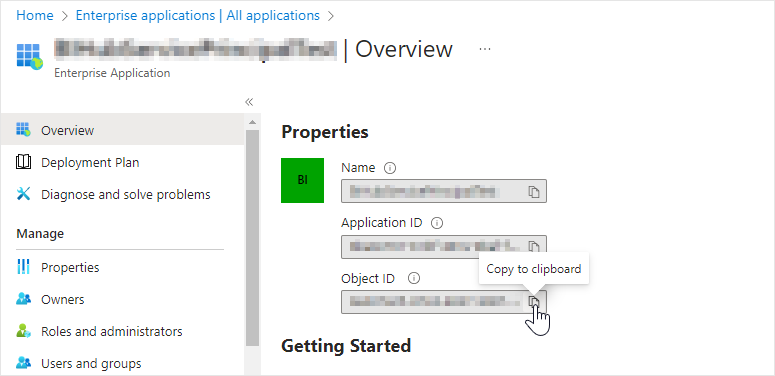 Home > Enterprise applications | All applications >
| Overview ...
Enterprise Application
«
Overview
Deployment Plan
Diagnose and solve problems
Manage
Properties
Owners
Roles and administrators
Users and groups
Properties
BI
Name
Application ID
Copy to clipboard
Object ID
Getting Started